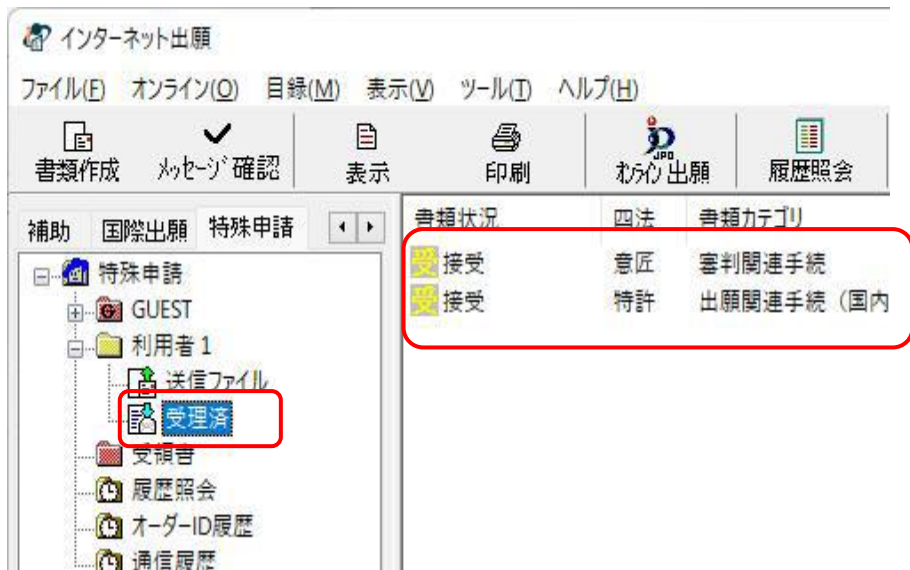 インターネット出願
ファイル(F) オンライン(O) 目録(M) 表示(V) ツール(T) ヘルプ(H)
書類作成 メッセージ確認 表示 印刷 JPO オンライン出願 履歴照会
補助 国際出願 特殊申請
書類状況 四法 書類カテゴリ
特殊申請
受 接受 意匠 審判関連手続
GUEST
受 接受 特許 出願関連手続(国内
利用者1
送信ファイル
受理済
受領書
履歴照会
オーダーID履歴
通信履歴